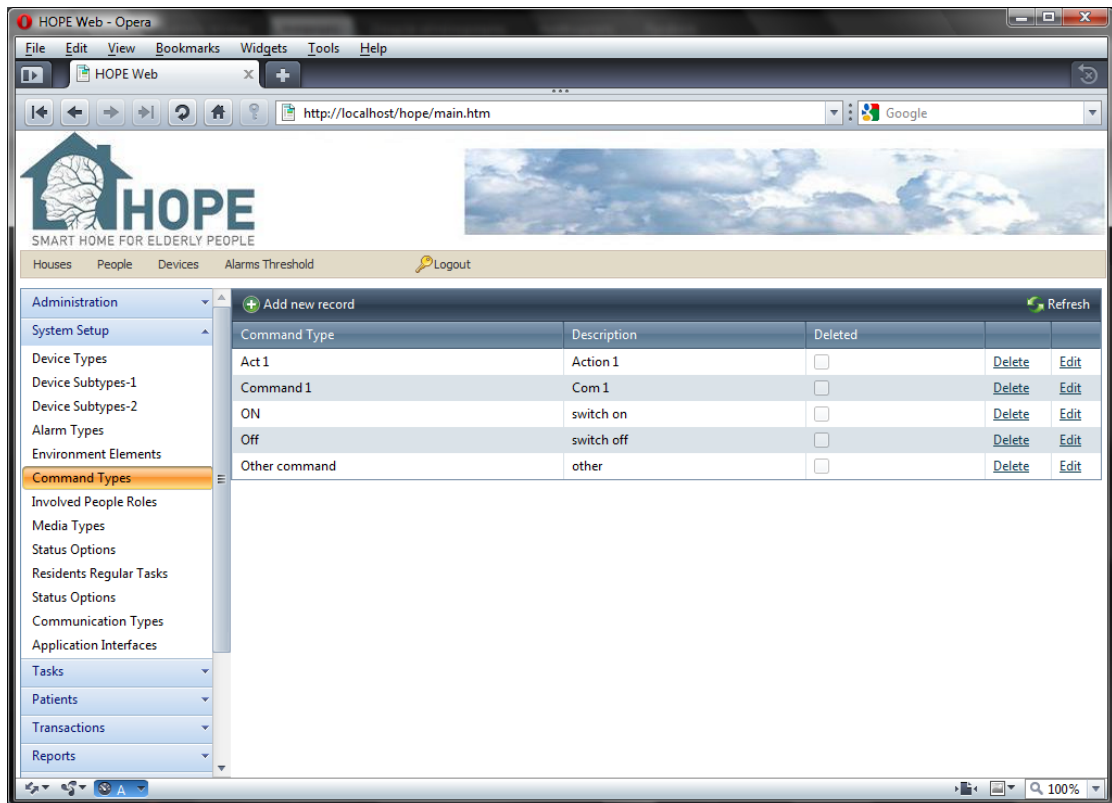 HOPE Web - Opera
File Edit View Bookmarks Widgets Tools Help
HOPE Web
http://localhost/hope/main.htm
Google
HOPE
SMART HOME FOR ELDERLY PEOPLE
Houses People Devices Alarms Threshold Logout
Administration
System Setup
Device Types
Device Subtypes-1
Device Subtypes-2
Alarm Types
Environment Elements
Command Types
Involved People Roles
Media Types
Status Options
Residents Regular Tasks
Status Options
Communication Types
Application Interfaces
Tasks
Patients
Transactions
Reports
Add new record Refresh
Command Type Description Deleted
Act 1 Action 1 Delete Edit
Command 1 Com 1 Delete Edit
ON switch on Delete Edit
Off switch off Delete Edit
Other command other Delete Edit
A
100%